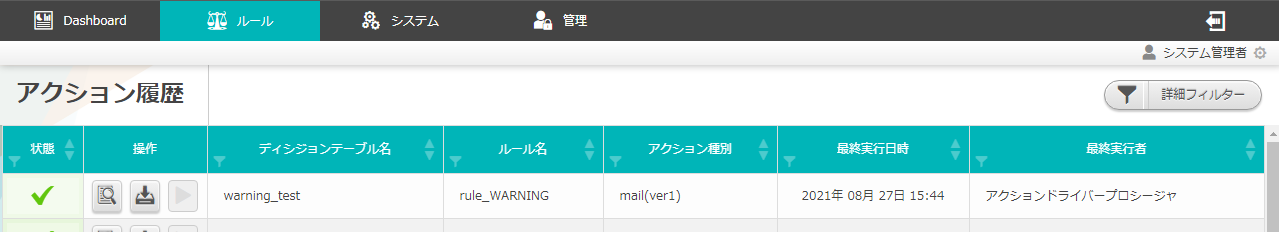 Dashboard ルール システム 管理
システム管理者
アクション履歴
詳細フィルター
状態 操作 ディシジョンテーブル名 ルール名 アクション種別 最終実行日時 最終実行者
warning_test rule_WARNING mail(ver1) 2021年 08月 27日 15:44 アクションドライバープロシージャ